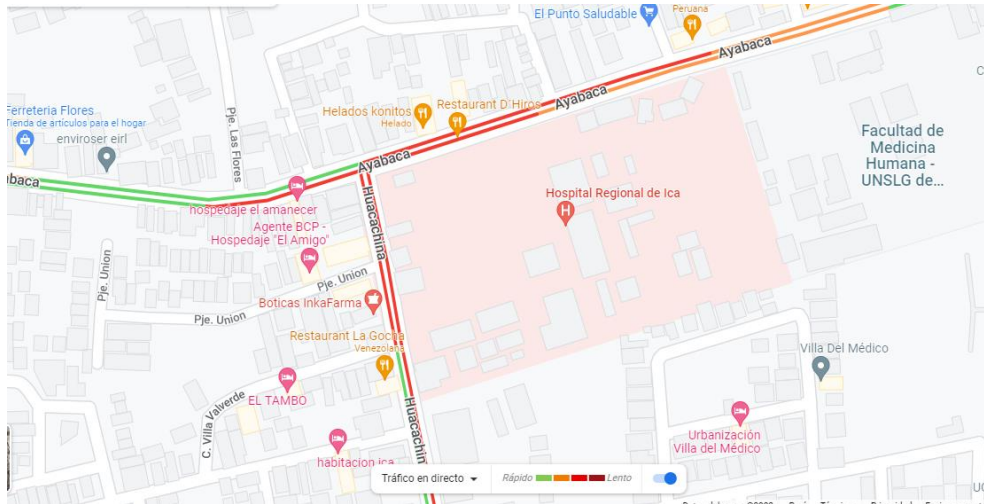 El Punto Saludable
Peruana
Ayabaca
Ferreteria Flores
Tienda de artículos para el hogar
enviroser eirl
Pje. Las Flores
Helados konitos
Helado
Restaurant D´Hiros
Ayabaca
Facultad de
Medicina
Humana -
UNSLG de...
Ayabaca
baca
hospedaje el amanecer
Huacachina
Hospital Regional de Ica
H
Agente BCP -
Hospedaje "El Amigo"
Pje. Union
Pje. Union
Boticas InkaFarma
Pje. Union
Restaurant La Gocha
Venezolana
Villa Del Médico
EL TAMBO
C. Villa Valverde
Huacachin
Urbanización
Villa del Médico
habitacion ica
Tráfico en directo
Rápido
Lento